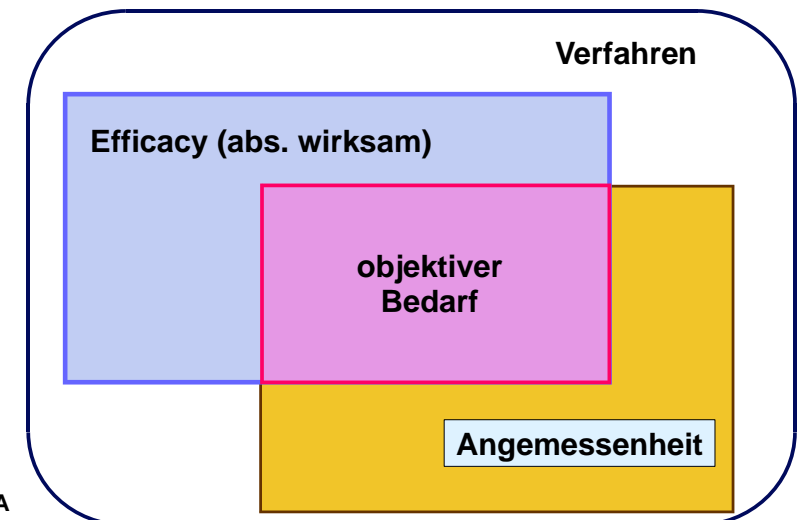 Verfahren
Efficacy (abs. wirksam)
objektiver
Bedarf
Angemessenheit
A